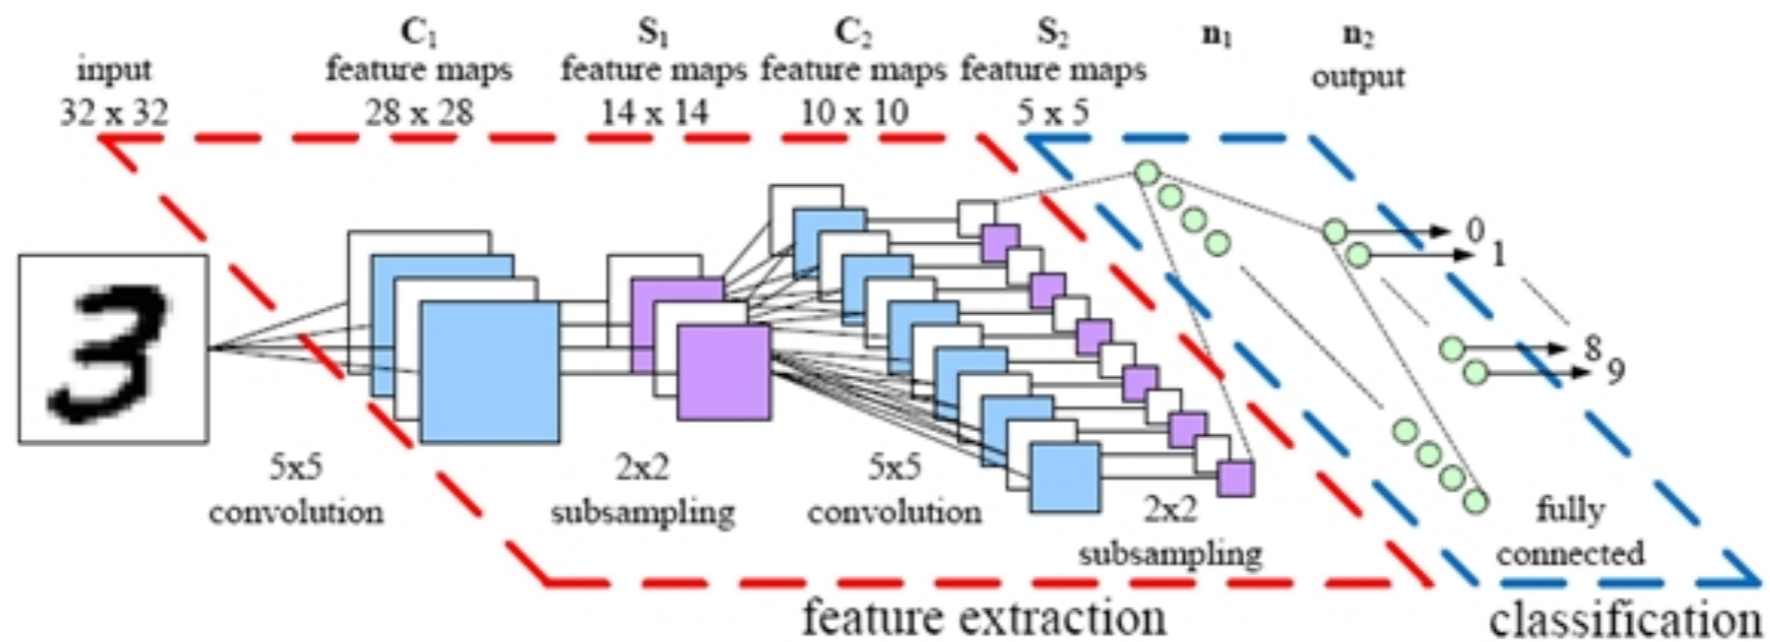 input
32 x 32
C₁
feature maps
28 x 28
S₁
feature maps
14 x 14
C₂
feature maps
10 x 10
S₂
feature maps
5 x 5
n₁
n₂
output
3
0
1
8
9
5x5
convolution
2x2
subsampling
5x5
convolution
2x2
subsampling
fully
connected
feature extraction
classification